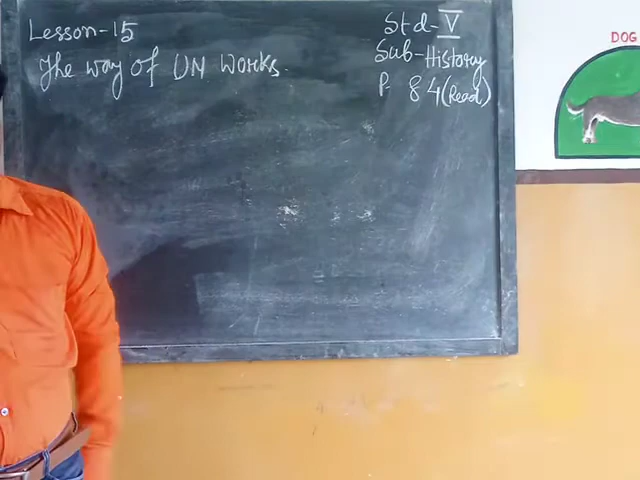 Lesson-15
The way of UN Works.
Std-V
Sub-History
P. 84(Read)
DOG